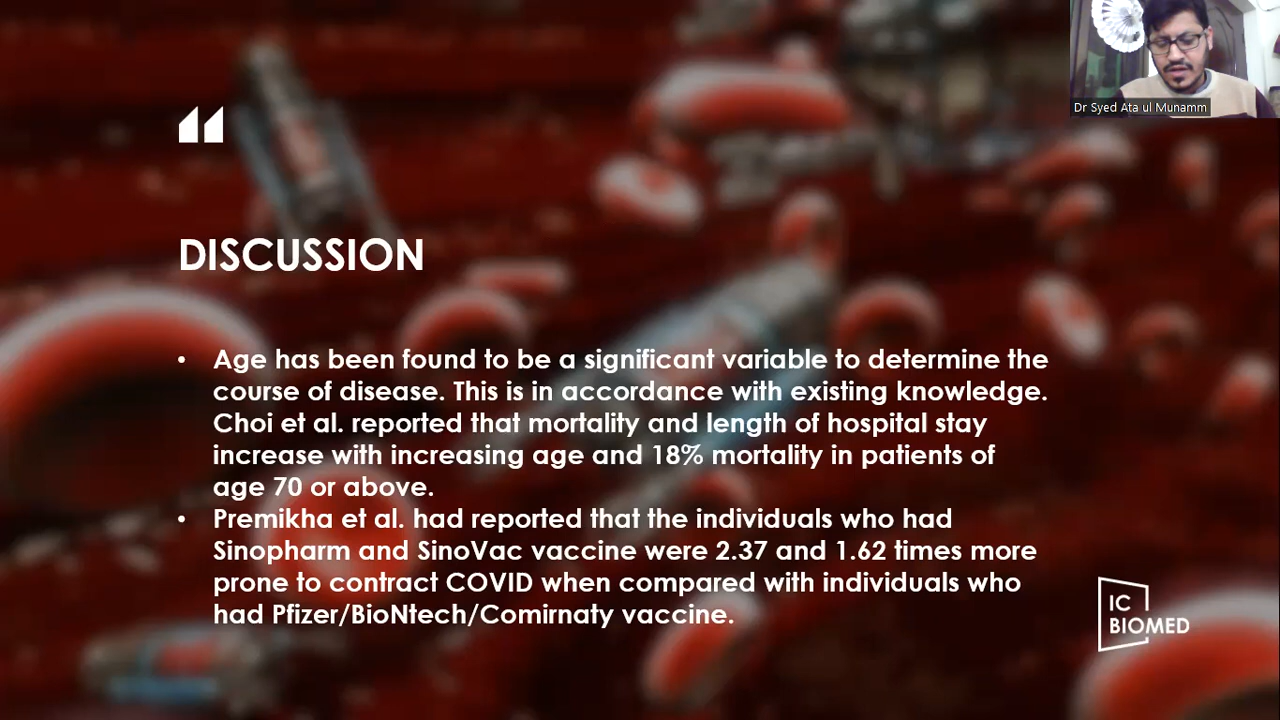 Dr Syed Ata ul Munamm
“
DISCUSSION
• Age has been found to be a significant variable to determine the
course of disease. This is in accordance with existing knowledge.
Choi et al. reported that mortality and length of hospital stay
increase with increasing age and 18% mortality in patients of
age 70 or above.
• Premikha et al. had reported that the individuals who had
Sinopharm and SinoVac vaccine were 2.37 and 1.62 times more
prone to contract COVID when compared with individuals who
had Pfizer/BioNtech/Comirnaty vaccine.
IC
BIOMED